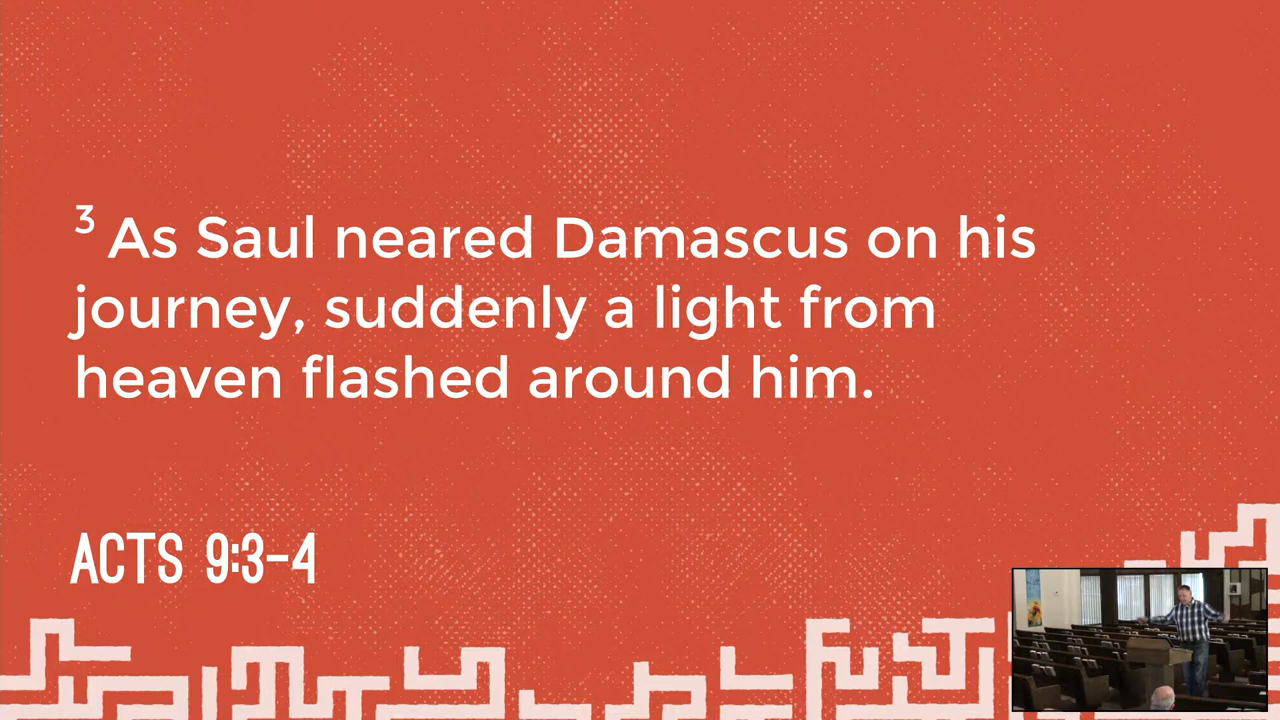 ³ As Saul neared Damascus on his
journey, suddenly a light from
heaven flashed around him.
ACTS 9:3-4